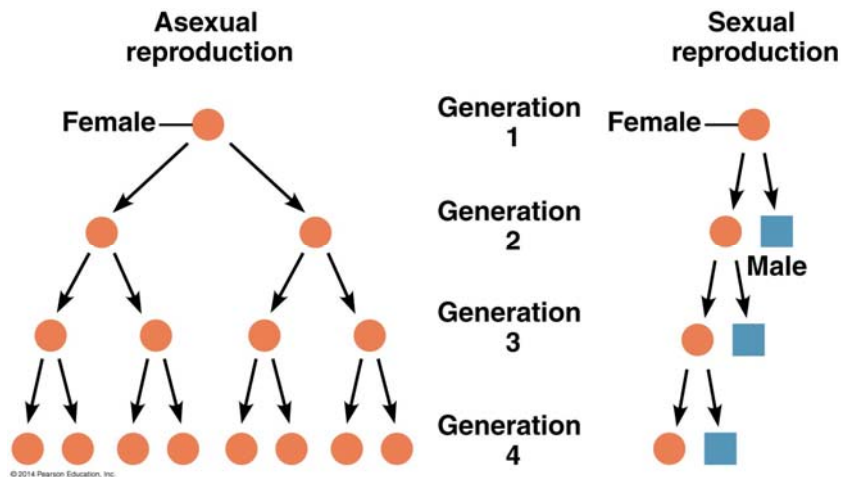 Asexual
reproduction
Sexual
reproduction
Female
Generation
1
Female
Generation
2
Male
Generation
3
Generation
4
© 2014 Pearson Education, Inc.